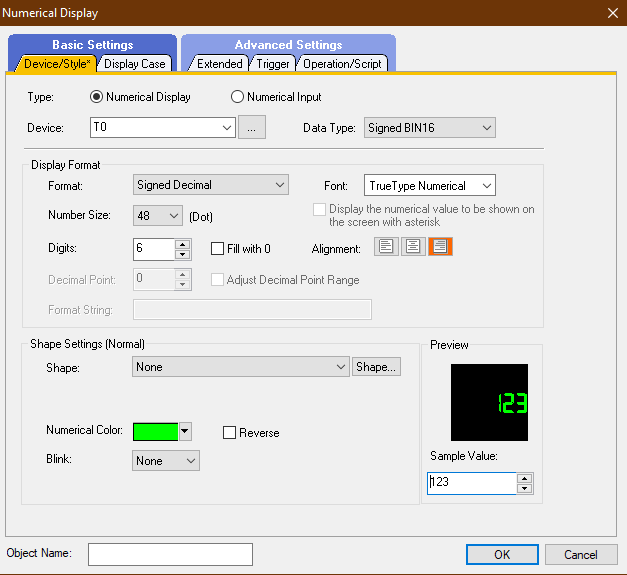 Numerical Display
Basic Settings Advanced Settings
Device/Style* Display Case Extended Trigger Operation/Script
Type: Numerical Display Numerical Input
Device: T0 ... Data Type: Signed BIN16
Display Format
Format: Signed Decimal Font: TrueType Numerical
Number Size: 48 (Dot) Display the numerical value to be shown on
the screen with asterisk
Digits: 6 Fill with 0 Alignment:
Decimal Point: 0 Adjust Decimal Point Range
Format String:
Shape Settings (Normal) Preview
Shape: None Shape...
123
Numerical Color: Reverse
Blink: None Sample Value:
123
Object Name: OK Cancel